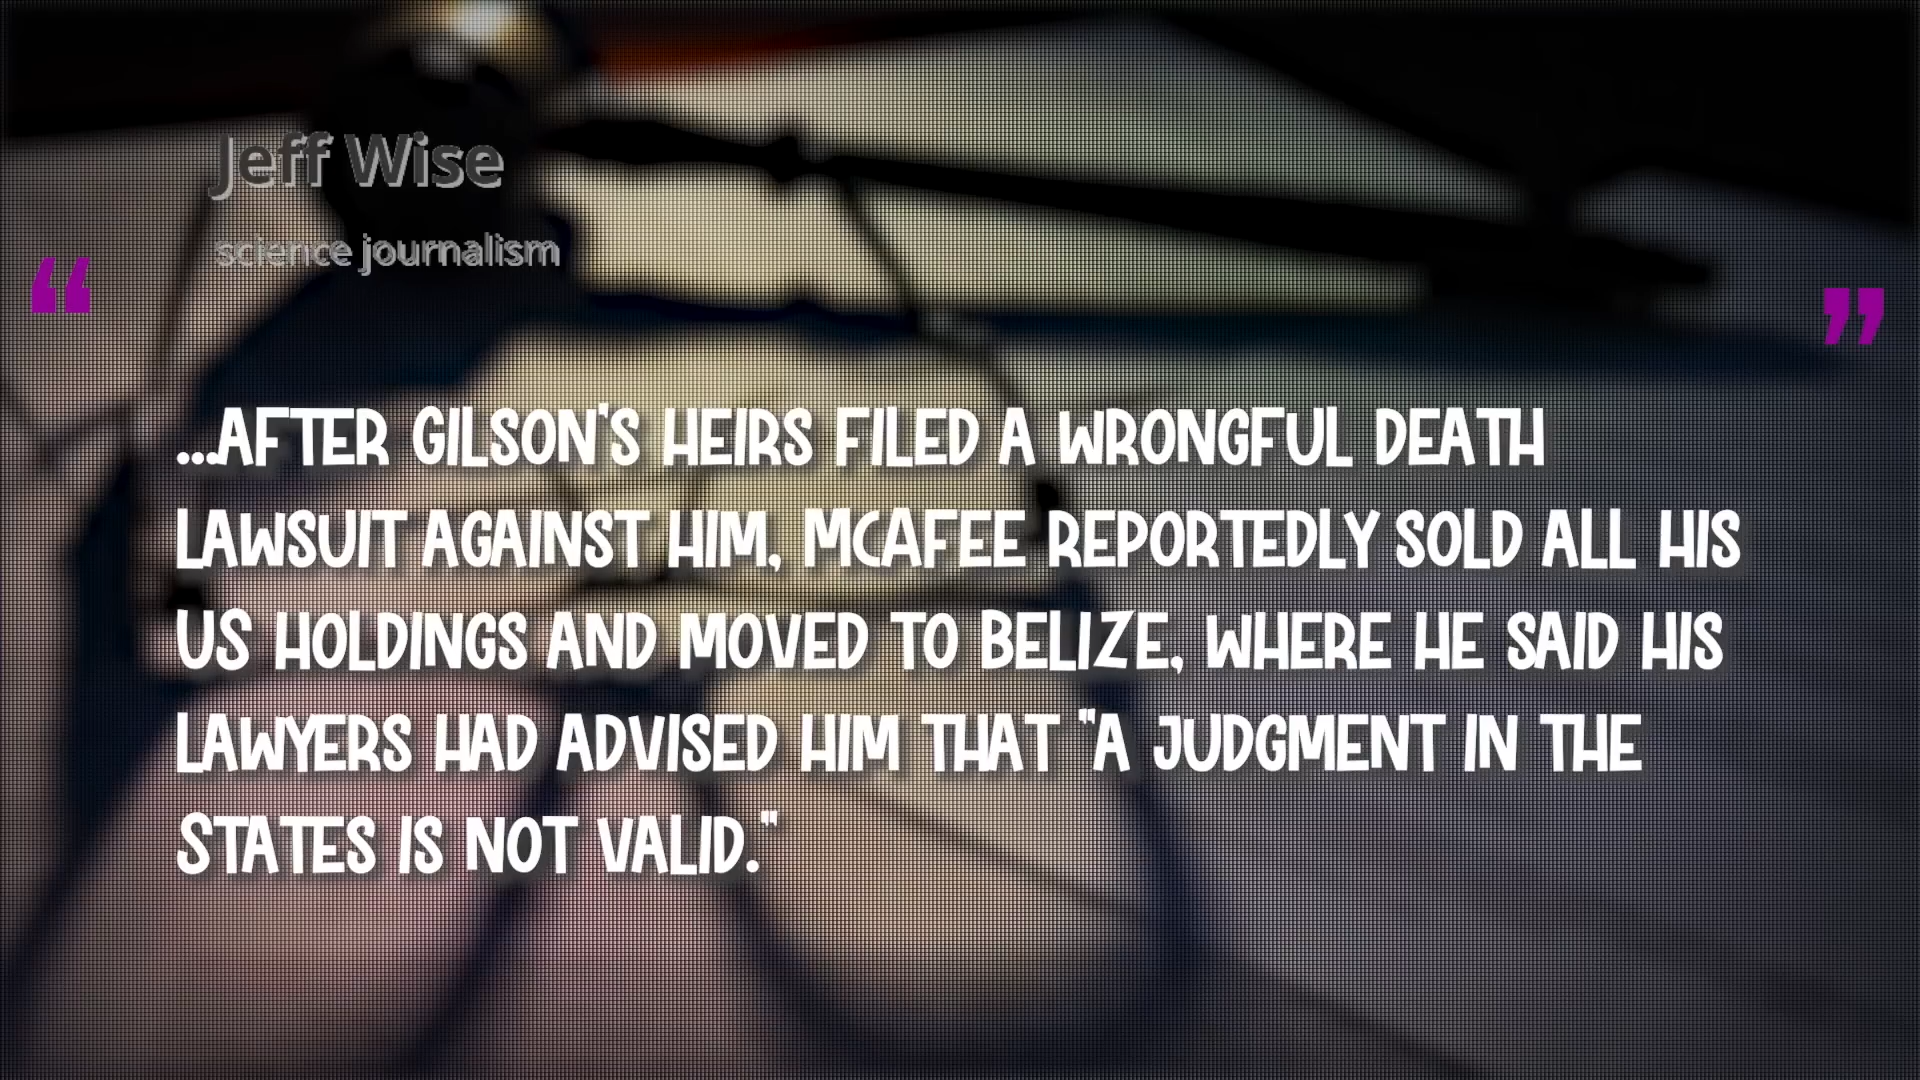 Jeff Wise
science journalism
“
”
...AFTER GILSON'S HEIRS FILED A WRONGFUL DEATH
LAWSUIT AGAINST HIM, MCAFEE REPORTEDLY SOLD ALL HIS
US HOLDINGS AND MOVED TO BELIZE, WHERE HE SAID HIS
LAWYERS HAD ADVISED HIM THAT "A JUDGMENT IN THE
STATES IS NOT VALID."